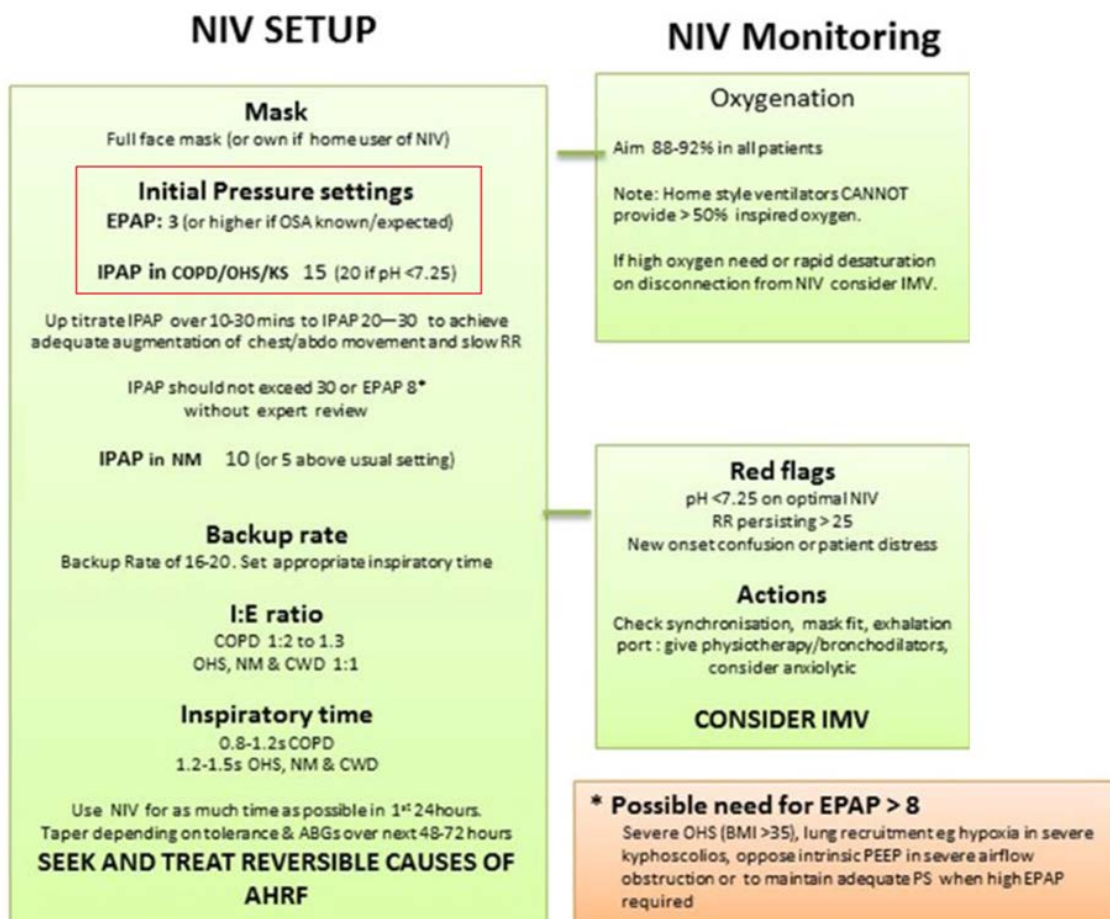 NIV SETUP
Mask
Full face mask (or own if home user of NIV)
Initial Pressure settings
EPAP: 3 (or higher if OSA known/expected)
IPAP in COPD/OHS/KS 15 (20 if pH <7.25)
Up titrate IPAP over 10-30 mins to IPAP 20—30 to achieve
adequate augmentation of chest/abdo movement and slow RR
IPAP should not exceed 30 or EPAP 8*
without expert review
IPAP in NM 10 (or 5 above usual setting)
Backup rate
Backup Rate of 16-20. Set appropriate inspiratory time
I:E ratio
COPD 1:2 to 1.3
OHS, NM & CWD 1:1
Inspiratory time
0.8-1.2s COPD
1.2-1.5s OHS, NM & CWD
Use NIV for as much time as possible in 1st 24hours.
Taper depending on tolerance & ABGs over next 48-72 hours
SEEK AND TREAT REVERSIBLE CAUSES OF
AHRF
NIV Monitoring
Oxygenation
Aim 88-92% in all patients
Note: Home style ventilators CANNOT
provide > 50% inspired oxygen.
If high oxygen need or rapid desaturation
on disconnection from NIV consider IMV.
Red flags
pH <7.25 on optimal NIV
RR persisting > 25
New onset confusion or patient distress
Actions
Check synchronisation, mask fit, exhalation
port : give physiotherapy/bronchodilators,
consider anxiolytic
CONSIDER IMV
* Possible need for EPAP > 8
Severe OHS (BMI >35), lung recruitment eg hypoxia in severe
kyphoscolios, oppose intrinsic PEEP in severe airflow
obstruction or to maintain adequate PS when high EPAP
required